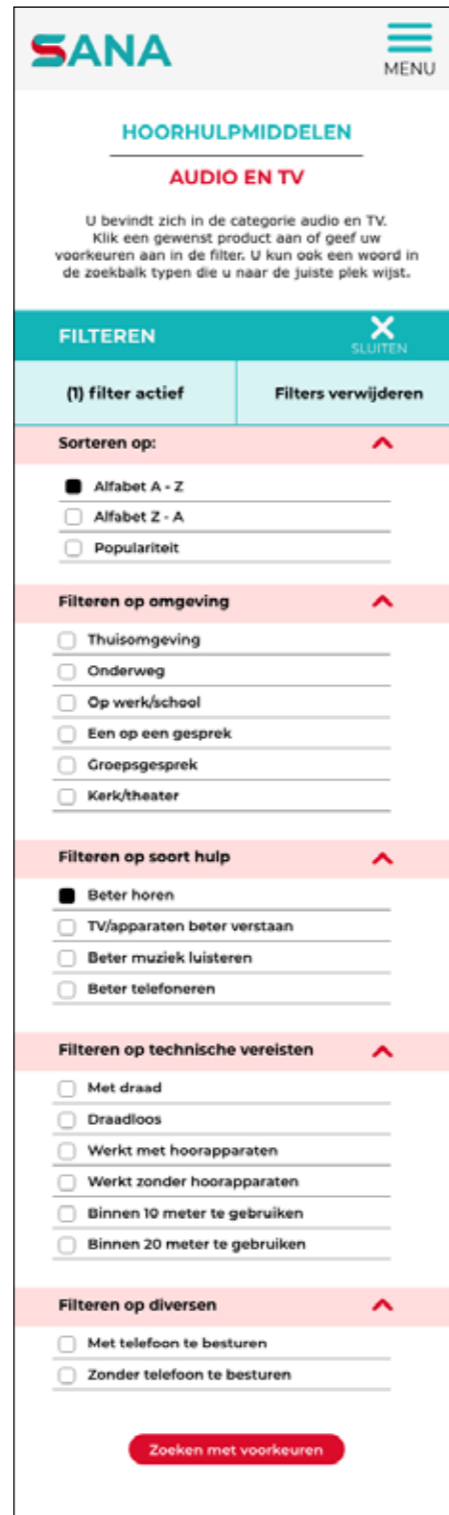 SANA
MENU
HOORHULPMIDDELEN
AUDIO EN TV
U bevindt zich in de categorie audio en TV.
Klik een gewenst product aan of geef uw
voorkeuren aan in de filter. U kun ook een woord in
de zoekbalk typen die u naar de juiste plek wijst.
FILTEREN
SLUITEN
(1) filter actief
Filters verwijderen
Sorteren op:
Alfabet A - Z
Alfabet Z - A
Populariteit
Filteren op omgeving
Thuisomgeving
Onderweg
Op werk/school
Een op een gesprek
Groepsgesprek
Kerk/theater
Filteren op soort hulp
Beter horen
TV/apparaten beter verstaan
Beter muziek luisteren
Beter telefoneren
Filteren op technische vereisten
Met draad
Draadloos
Werkt met hoorapparaten
Werkt zonder hoorapparaten
Binnen 10 meter te gebruiken
Binnen 20 meter te gebruiken
Filteren op diversen
Met telefoon te besturen
Zonder telefoon te besturen
Zoeken met voorkeuren